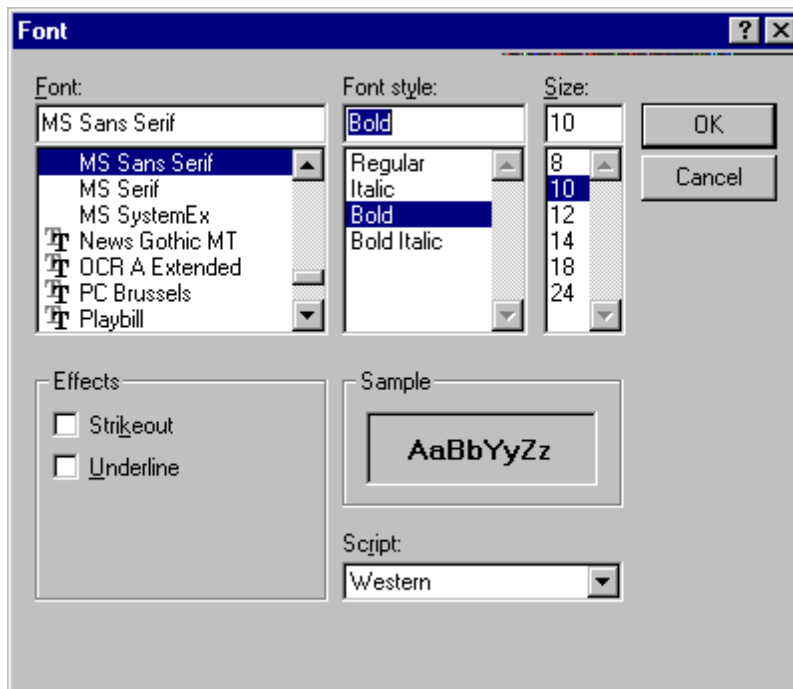 Font
Font:
MS Sans Serif
MS Sans Serif
MS Serif
MS SystemEx
News Gothic MT
OCR A Extended
PC Brussels
Playbill
Font style:
Bold
Regular
Italic
Bold
Bold Italic
Size:
10
8
10
12
14
18
24
OK
Cancel
Effects
Strikeout
Underline
Sample
AaBbYyZz
Script:
Western